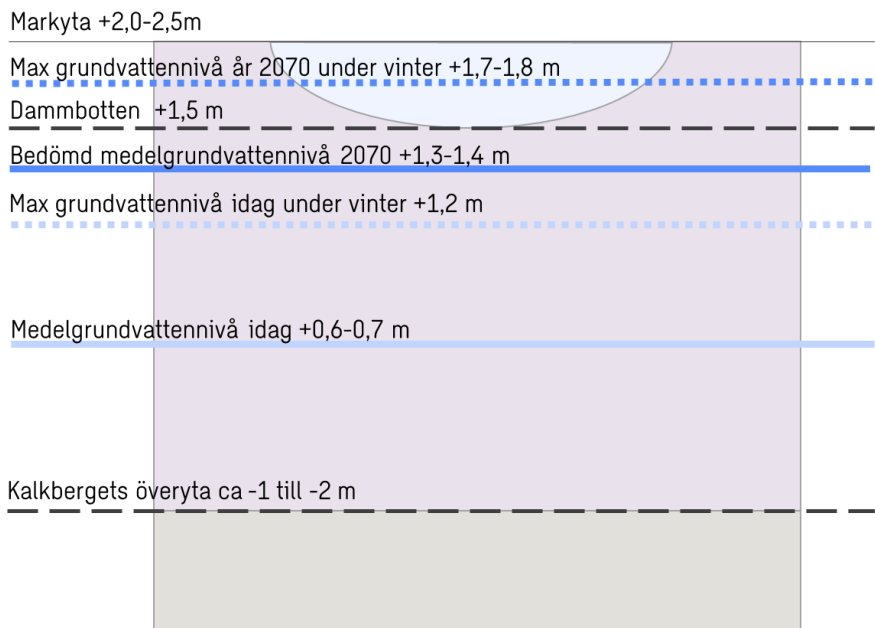 Markyta +2,0-2,5m
Max grundvattennivå år 2070 under vinter +1,7-1,8 m
Dammbotten +1,5 m
Bedömd medelgrundvattennivå 2070 +1,3-1,4 m
Max grundvattennivå idag under vinter +1,2 m
Medelgrundvattennivå idag +0,6-0,7 m
Kalkbergets överyta ca -1 till -2 m